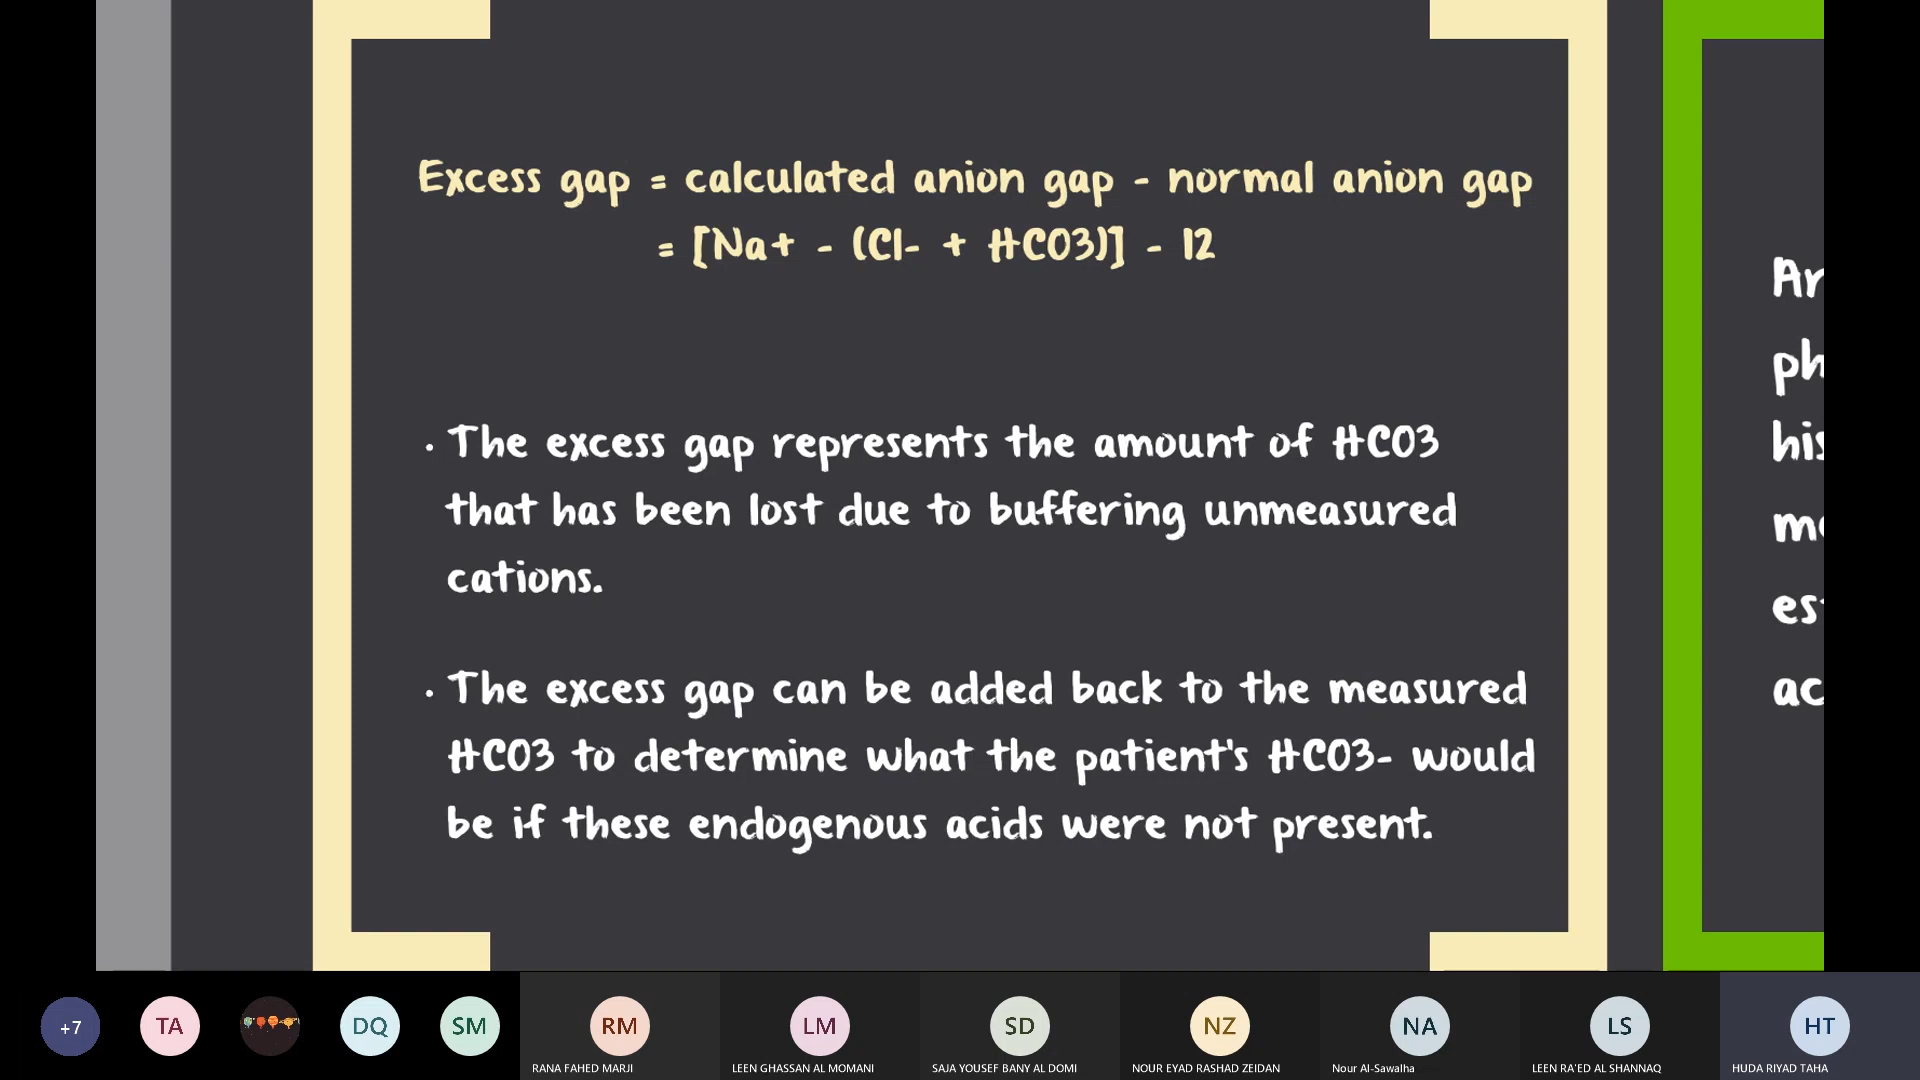 Excess gap = calculated anion gap - normal anion gap
= [Na+ - (Cl- + HCO3)] - 12
• The excess gap represents the amount of HCO3
that has been lost due to buffering unmeasured
cations.
• The excess gap can be added back to the measured
HCO3 to determine what the patient's HCO3- would
be if these endogenous acids were not present.
+7
TA
DQ
SM
RM
RANA FAHED MARJI
LM
LEEN GHASSAN AL MOMANI
SD
SAJA YOUSEF BANY AL DOMI
NZ
NOUR EYAD RASHAD ZEIDAN
NA
Nour Al-Sawalha
LS
LEEN RA'ED AL SHANNAQ
HT
HUDA RIYAD TAHA